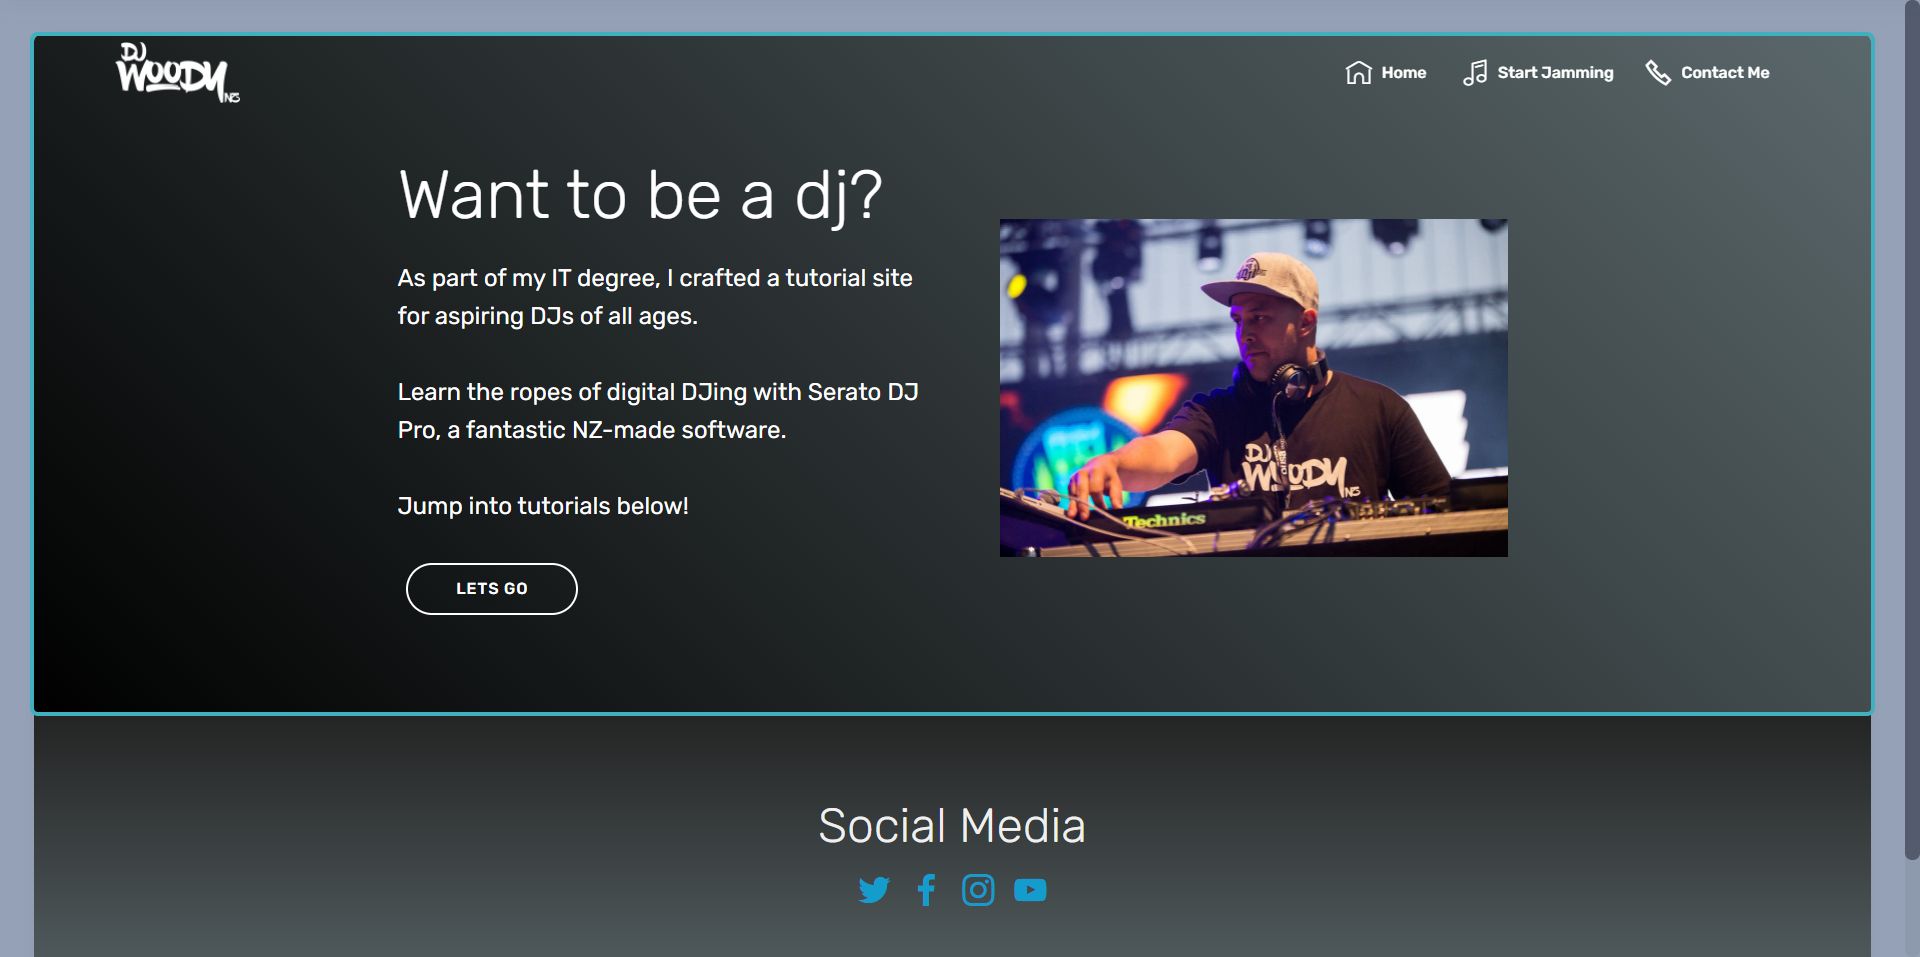 DJ
WOODY
NZ
Home
Start Jamming
Contact Me
Want to be a dj?
As part of my IT degree, I crafted a tutorial site
for aspiring DJs of all ages.
Learn the ropes of digital DJing with Serato DJ
Pro, a fantastic NZ-made software.
Jump into tutorials below!
LETS GO
DJ
WOODY
NZ
Technics
Social Media